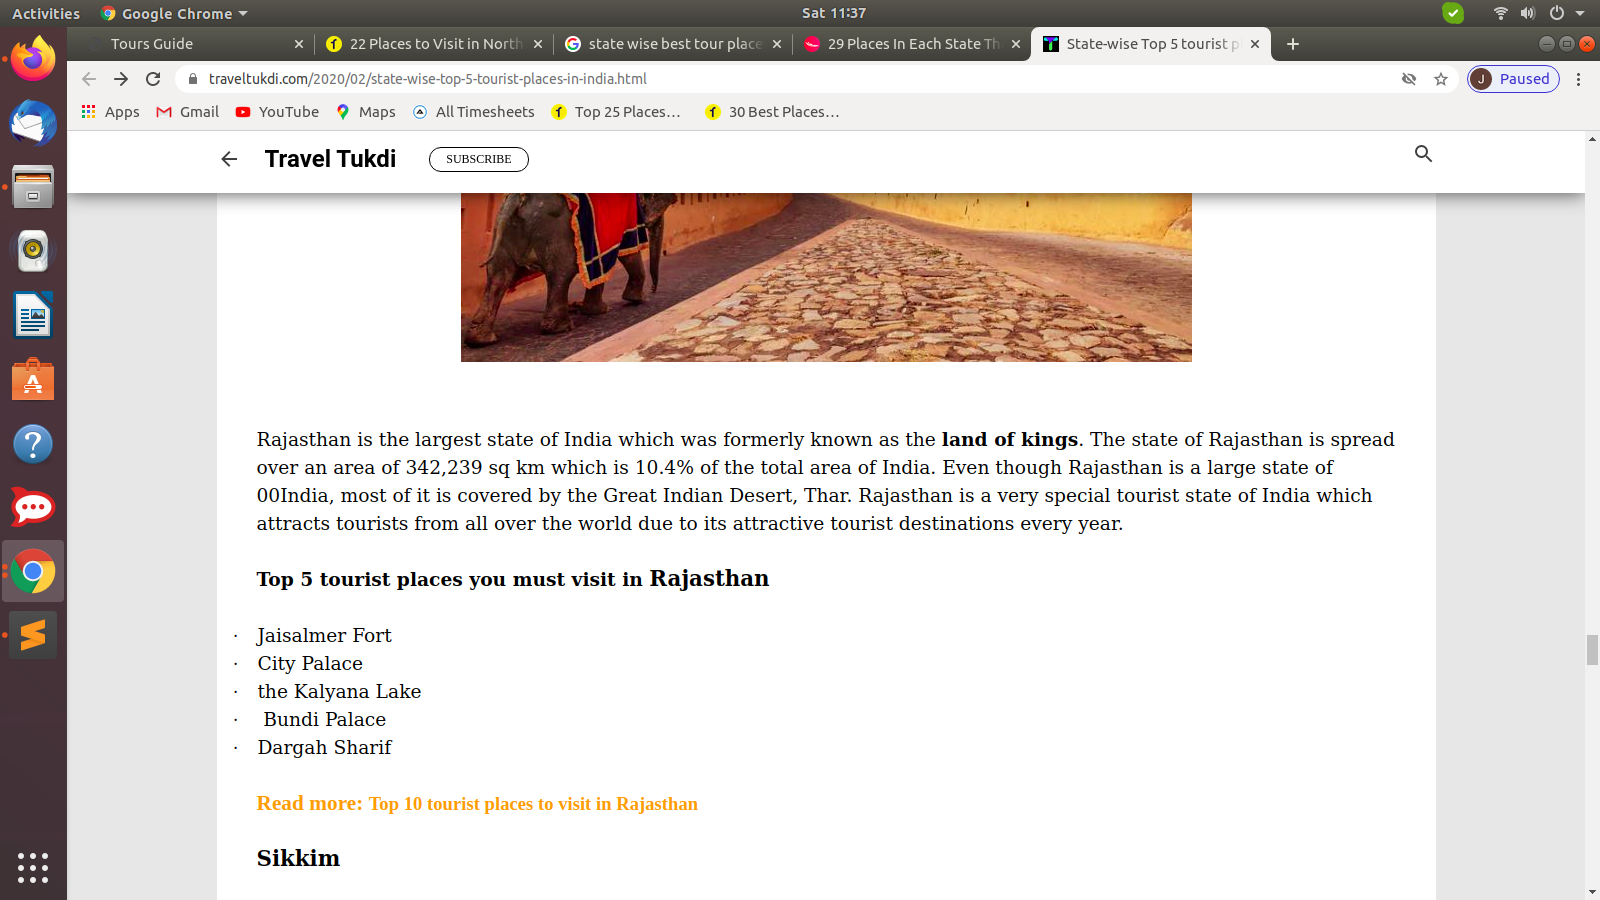 Activities Google Chrome Sat 11:37
Tours Guide 22 Places to Visit in North state wise best tour place 29 Places In Each State Th State-wise Top 5 tourist p
traveltukdi.com/2020/02/state-wise-top-5-tourist-places-in-india.html J Paused
Apps Gmail YouTube Maps All Timesheets Top 25 Places... 30 Best Places...
Travel Tukdi SUBSCRIBE
Rajasthan is the largest state of India which was formerly known as the land of kings. The state of Rajasthan is spread
over an area of 342,239 sq km which is 10.4% of the total area of India. Even though Rajasthan is a large state of
00India, most of it is covered by the Great Indian Desert, Thar. Rajasthan is a very special tourist state of India which
attracts tourists from all over the world due to its attractive tourist destinations every year.
Top 5 tourist places you must visit in Rajasthan
· Jaisalmer Fort
· City Palace
· the Kalyana Lake
· Bundi Palace
· Dargah Sharif
Read more: Top 10 tourist places to visit in Rajasthan
Sikkim